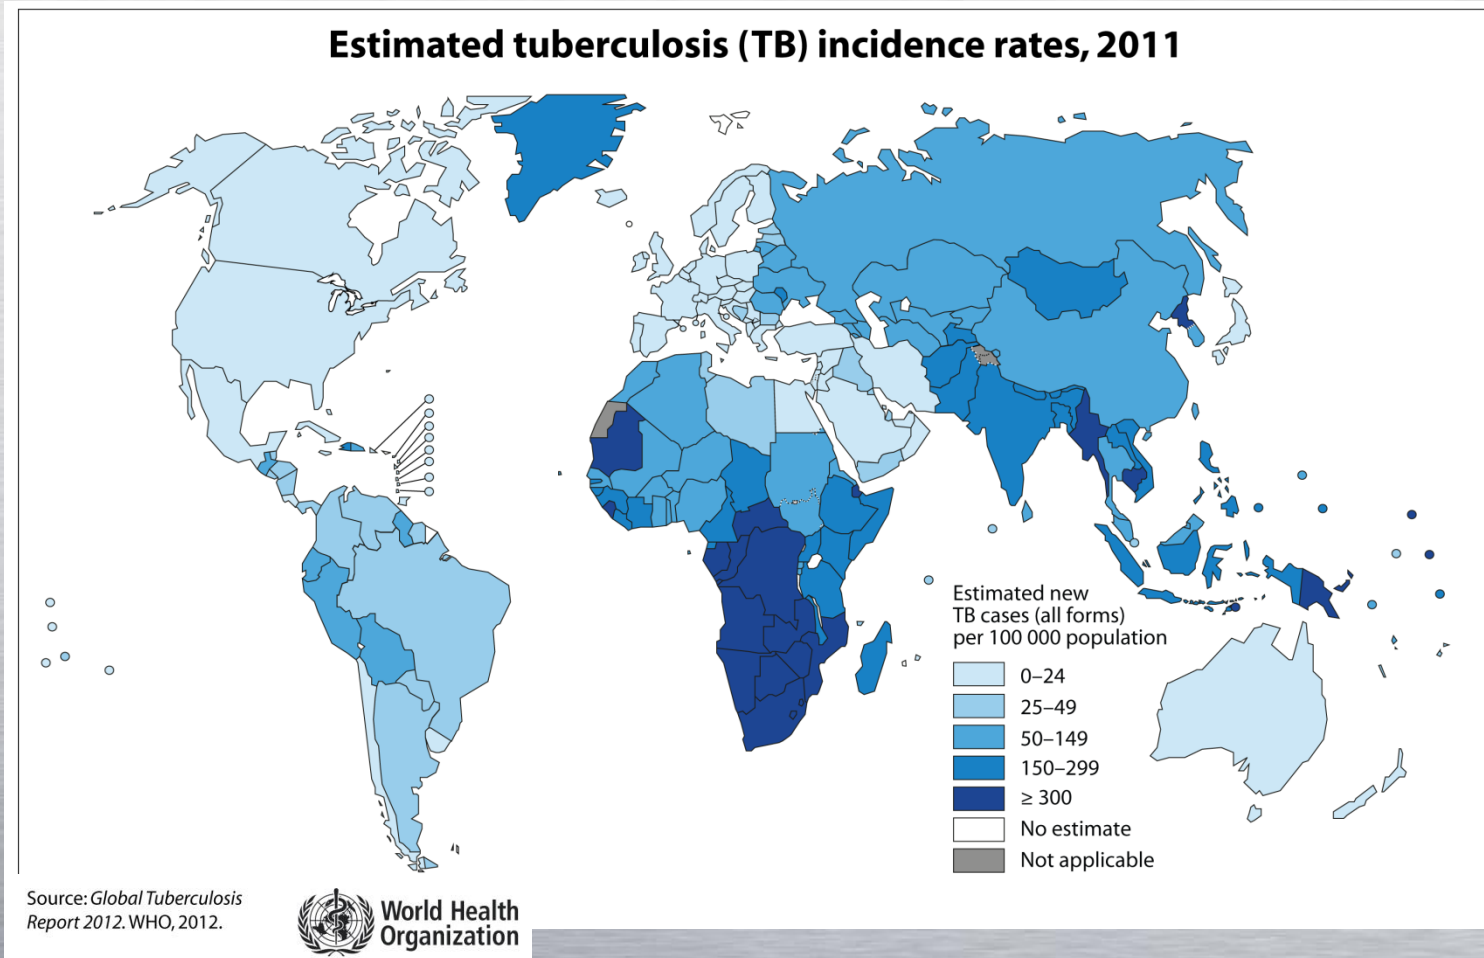 Estimated tuberculosis (TB) incidence rates, 2011
Estimated new
TB cases (all forms)
per 100 000 population
0–24
25–49
50–149
150–299
≥ 300
No estimate
Not applicable
Source: Global Tuberculosis
Report 2012. WHO, 2012.
World Health
Organization